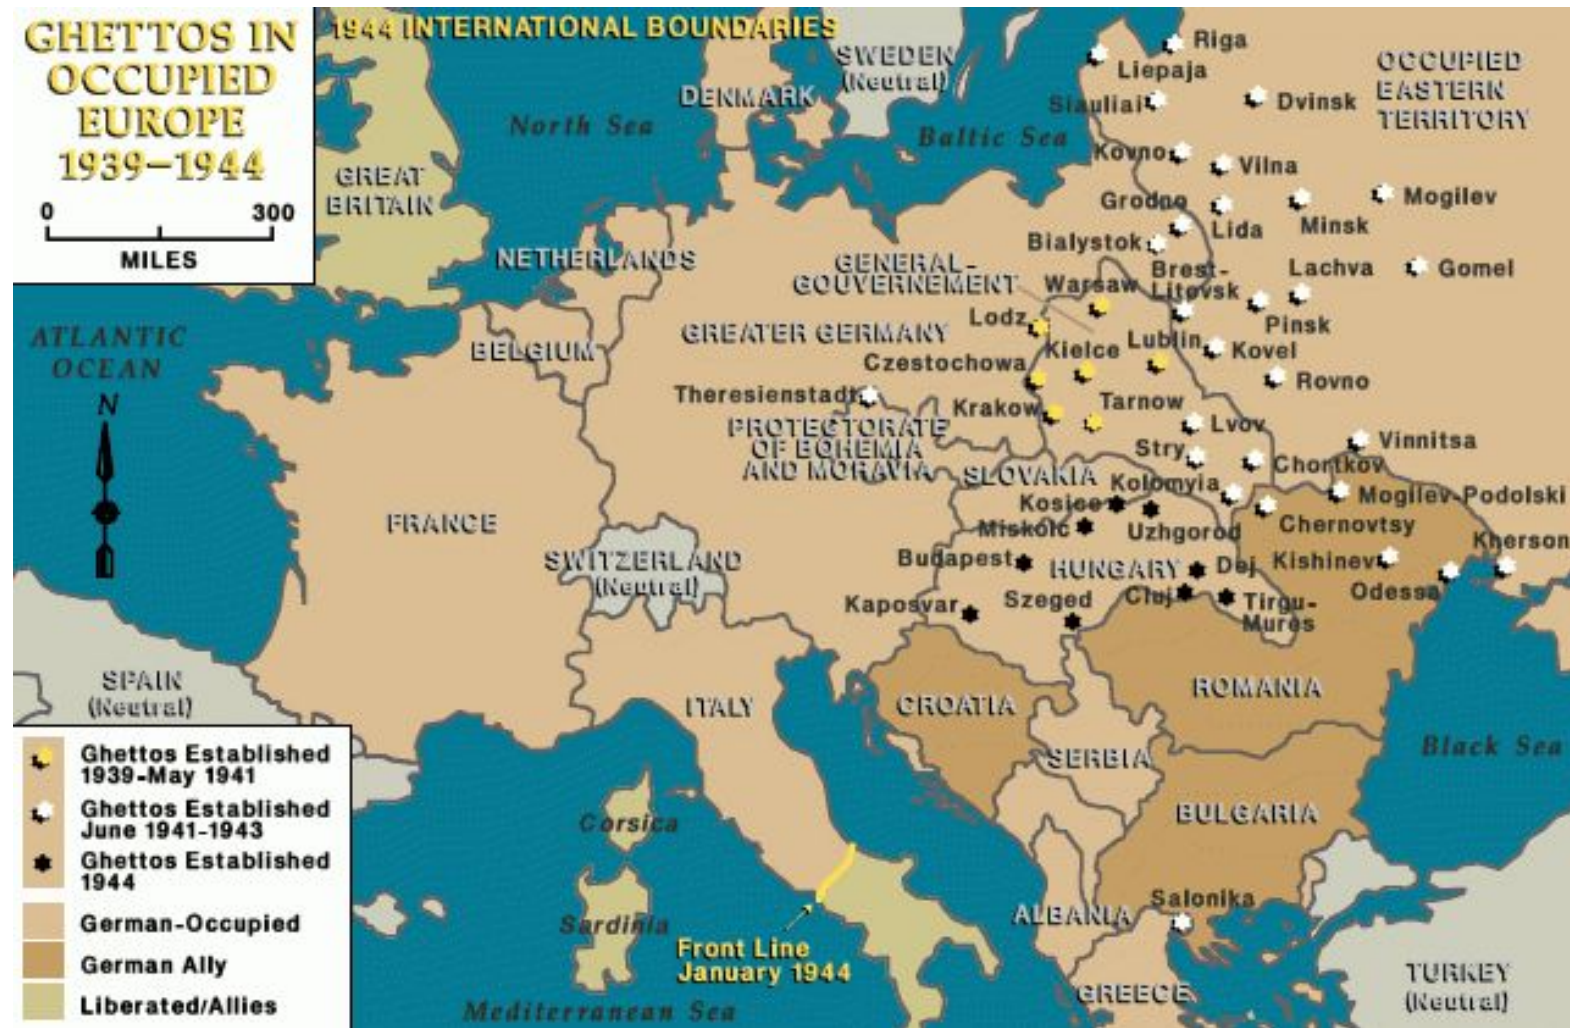 GHETTOS IN
OCCUPIED
EUROPE
1939–1944
0 300
MILES
1944 INTERNATIONAL BOUNDARIES
SWEDEN
(Neutral)
DENMARK
North Sea
Baltic Sea
GREAT
BRITAIN
NETHERLANDS
BELGIUM
ATLANTIC
OCEAN
N
Riga
Liepaja
Siauliai
Dvinsk
OCCUPIED
EASTERN
TERRITORY
Kovno
Vilna
Grodno
Lida
Minsk
Mogilev
Bialystok
Brest-
Litovsk
Lachva
Gomel
Pinsk
GENERAL-
GOUVERNEMENT
Warsaw
Lodz
GREATER GERMANY
Kielce
Lublin
Kovel
Czestochowa
Rovno
Theresienstadt
Krakow
Tarnow
Lvov
Vinnitsa
PROTECTORATE
OF BOHEMIA
AND MORAVIA
Stry
Chortkov
SLOVAKIA
Kolomyia
Mogilev-Podolski
Kosice
Miskolc
Uzhgorod
Chernovtsy
FRANCE
SWITZERLAND
(Neutral)
Budapest
HUNGARY
Dej
Kishinev
Kherson
Kaposvar
Szeged
Cluj
Tirgu-
Mures
Odessa
SPAIN
(Neutral)
ITALY
CROATIA
ROMANIA
SERBIA
Black Sea
BULGARIA
Corsica
Sardinia
Salonika
ALBANIA
Front Line
January 1944
GREECE
TURKEY
(Neutral)
Mediterranean Sea
Ghettos Established
1939-May 1941
Ghettos Established
June 1941-1943
Ghettos Established
1944
German-Occupied
German Ally
Liberated/Allies